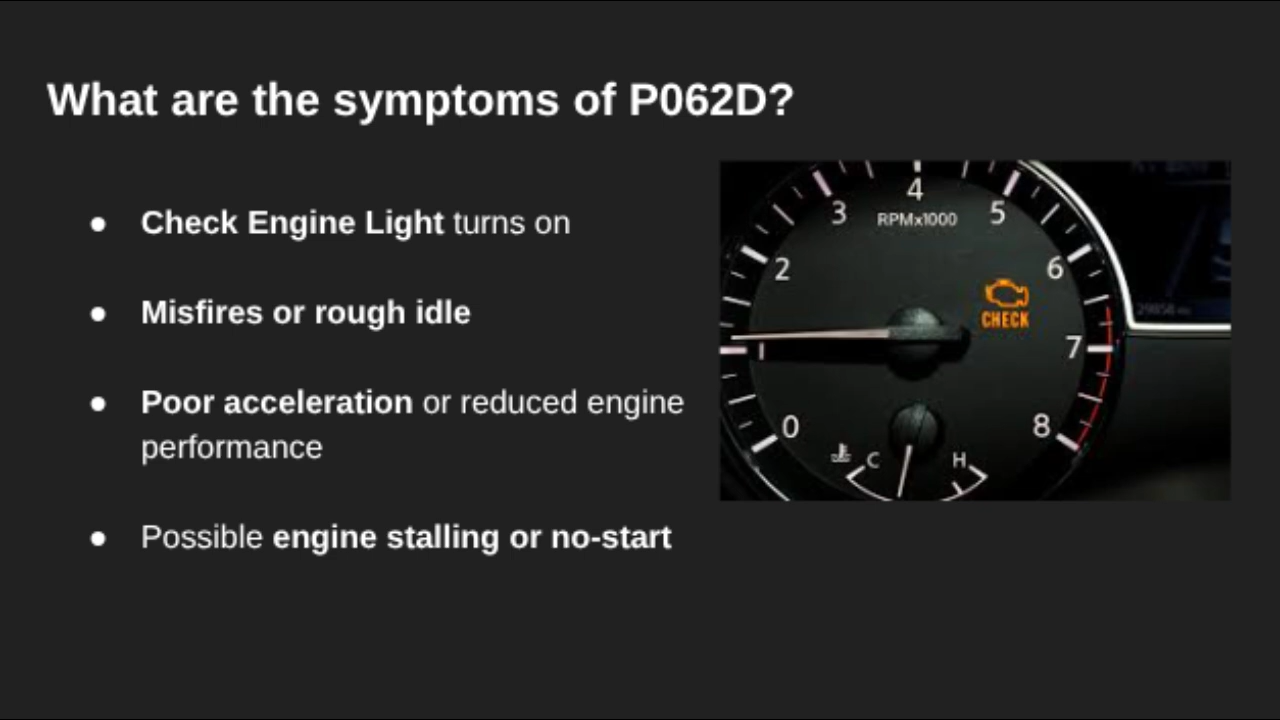 What are the symptoms of P062D?
● Check Engine Light turns on
● Misfires or rough idle
● Poor acceleration or reduced engine
performance
● Possible engine stalling or no-start
4
3
RPMx1000
5
2
6
CHECK
7
0
8
C
H